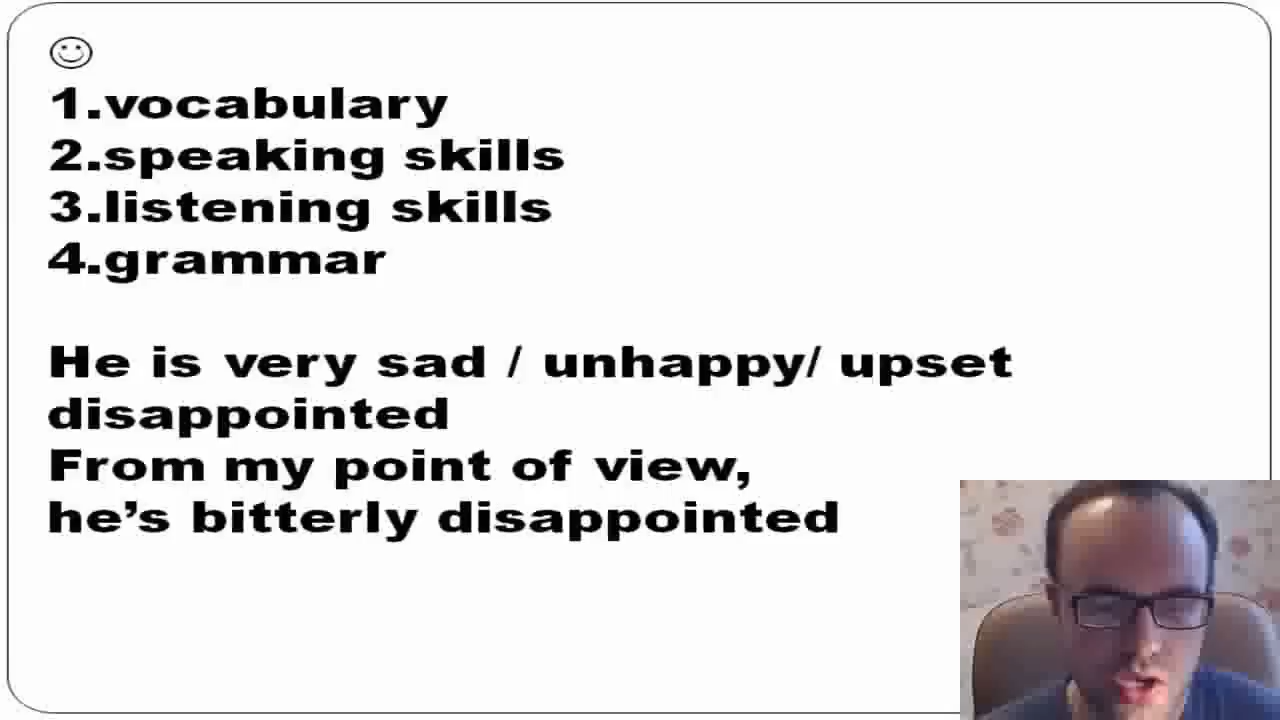 ☺
1.vocabulary
2.speaking skills
3.listening skills
4.grammar
He is very sad / unhappy/ upset
disappointed
From my point of view,
he’s bitterly disappointed